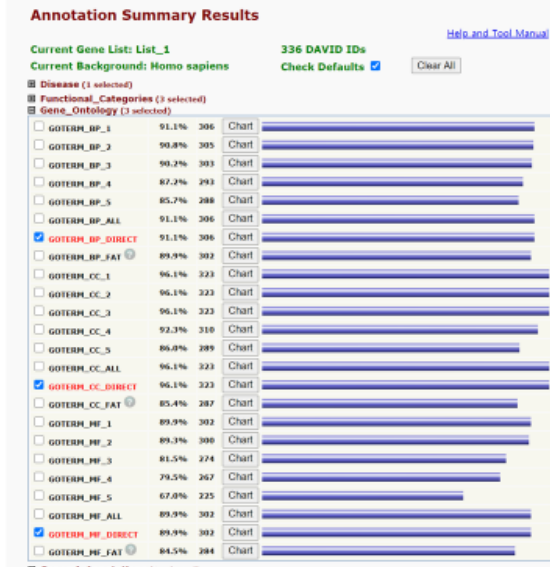 Annotation Summary Results
Help and Tool Manual
Current Gene List: List_1 336 DAVID IDs
Current Background: Homo sapiens Check Defaults Clear All
Disease (1 selected)
Functional_Categories (3 selected)
Gene_Ontology (3 selected)
GOTERM_BP_1 91.1% 306 Chart
GOTERM_BP_2 90.8% 305 Chart
GOTERM_BP_3 90.2% 303 Chart
GOTERM_BP_4 87.2% 293 Chart
GOTERM_BP_5 85.7% 288 Chart
GOTERM_BP_ALL 91.1% 306 Chart
GOTERM_BP_DIRECT 91.1% 306 Chart
GOTERM_BP_FAT 89.9% 302 Chart
GOTERM_CC_1 96.1% 323 Chart
GOTERM_CC_2 96.1% 323 Chart
GOTERM_CC_3 96.1% 323 Chart
GOTERM_CC_4 92.3% 310 Chart
GOTERM_CC_5 86.0% 289 Chart
GOTERM_CC_ALL 96.1% 323 Chart
GOTERM_CC_DIRECT 96.1% 323 Chart
GOTERM_CC_FAT 85.4% 287 Chart
GOTERM_MF_1 89.9% 302 Chart
GOTERM_MF_2 89.3% 300 Chart
GOTERM_MF_3 81.5% 274 Chart
GOTERM_MF_4 79.5% 267 Chart
GOTERM_MF_5 67.0% 225 Chart
GOTERM_MF_ALL 89.9% 302 Chart
GOTERM_MF_DIRECT 89.9% 302 Chart
GOTERM_MF_FAT 84.5% 284 Chart